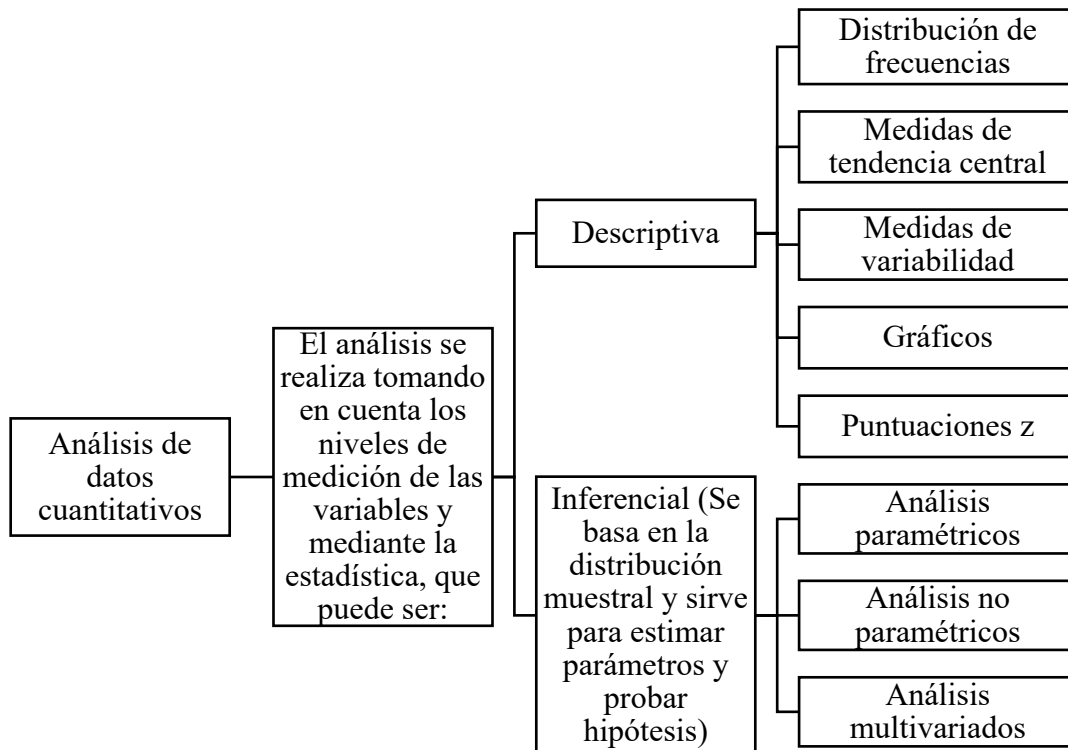 Análisis de
datos
cuantitativos
El análisis se
realiza tomando
en cuenta los
niveles de
medición de las
variables y
mediante la
estadística, que
puede ser:
Descriptiva
Distribución de
frecuencias
Medidas de
tendencia central
Medidas de
variabilidad
Gráficos
Puntuaciones z
Inferencial (Se
basa en la
distribución
muestral y sirve
para estimar
parámetros y
probar
hipótesis)
Análisis
paramétricos
Análisis no
paramétricos
Análisis
multivariados